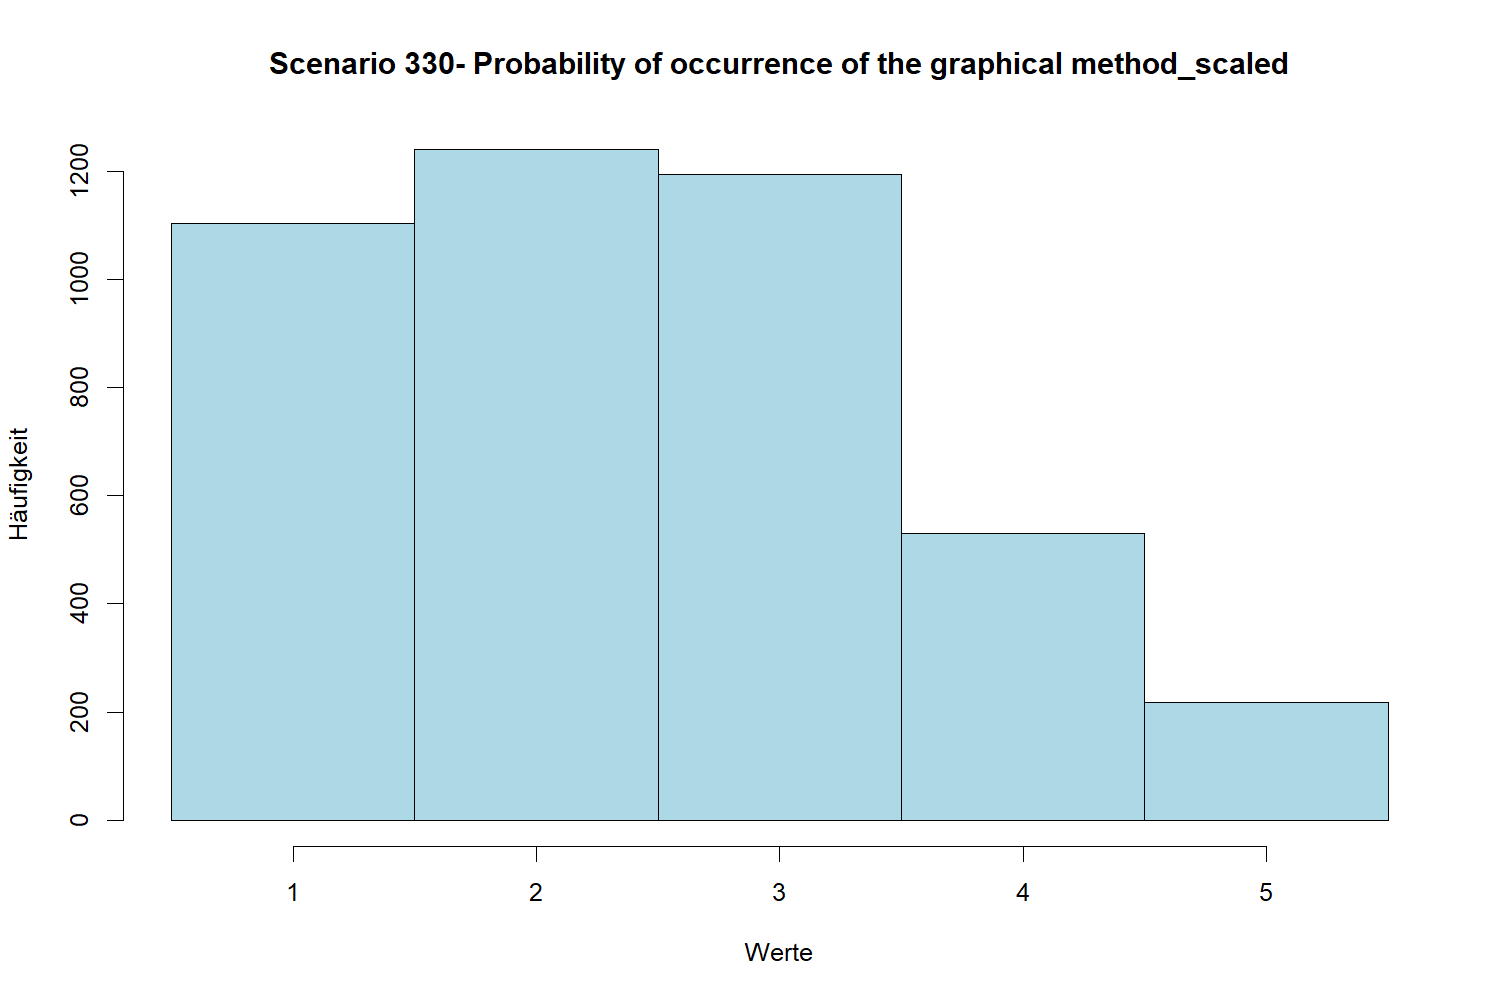 Scenario 330- Probability of occurrence of the graphical method_scaled
Häufigkeit
1200
1000
800
600
400
200
0
1 2 3 4 5
Werte